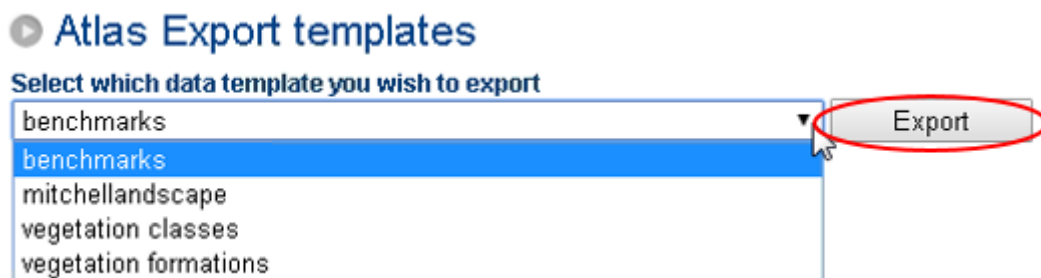 Atlas Export templates
Select which data template you wish to export
benchmarks Export
benchmarks
mitchellandscape
vegetation classes
vegetation formations